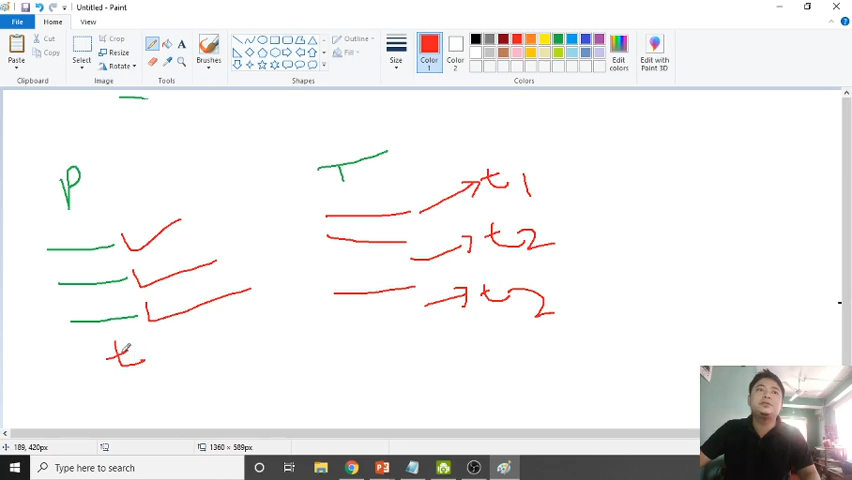 Untitled - Paint
File
Home
View
Paste
Cut
Copy
Clipboard
Select
Crop
Resize
Rotate
Image
A
Tools
Brushes
Shapes
Outline
Fill
Size
Color 1
Color 2
Colors
Edit colors
Edit with Paint 3D
P
T
t1
t2
t2
t
189, 420px
1360 × 589px
Type here to search